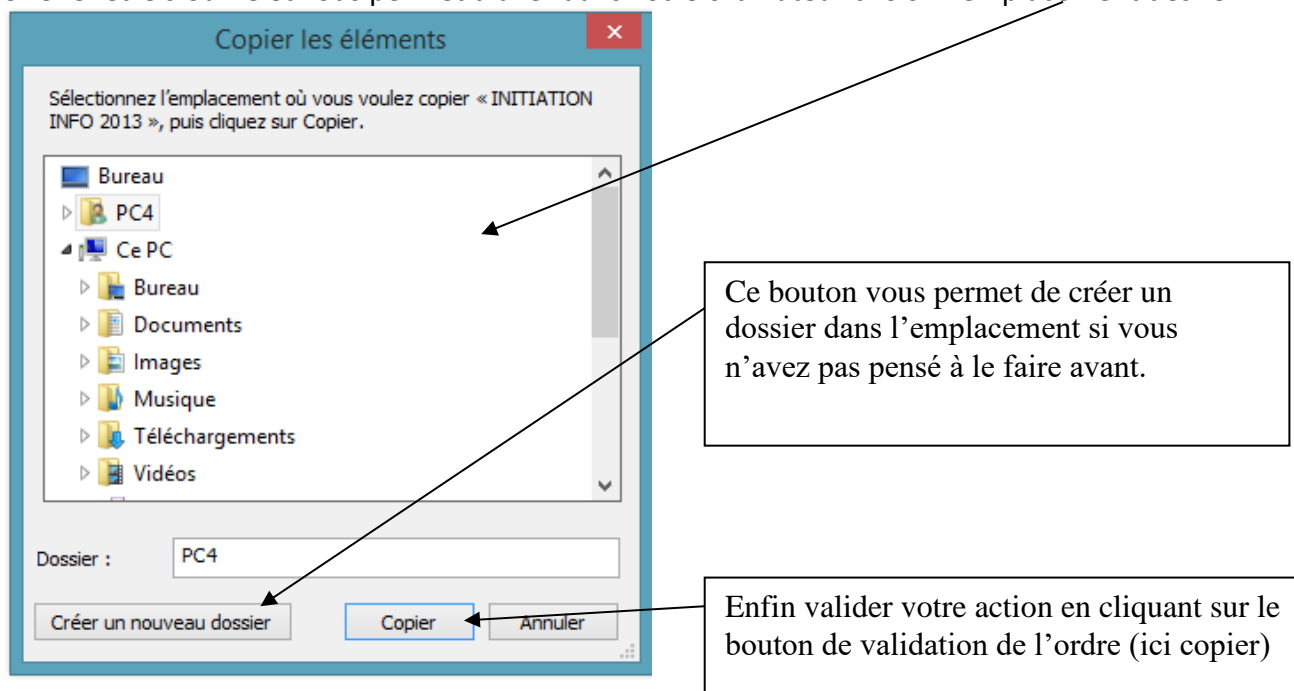 Copier les éléments
Sélectionnez l'emplacement où vous voulez copier « INITIATION
INFO 2013 », puis cliquez sur Copier.
Bureau
PC4
Ce PC
Bureau
Documents
Images
Musique
Téléchargements
Vidéos
Dossier :
PC4
Créer un nouveau dossier
Copier
Annuler
Ce bouton vous permet de créer un
dossier dans l'emplacement si vous
n'avez pas pensé à le faire avant.
Enfin valider votre action en cliquant sur le
bouton de validation de l'ordre (ici copier)